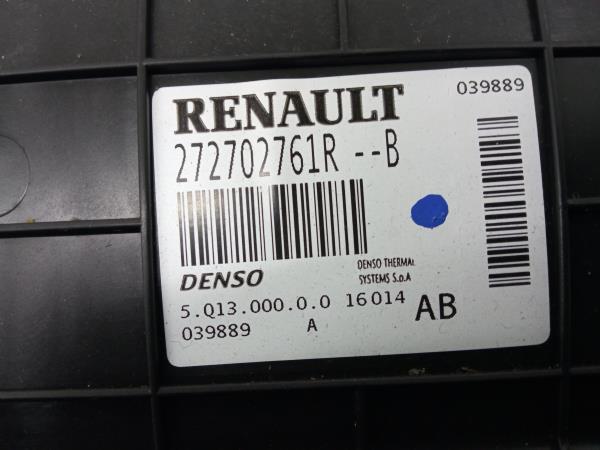 RENAULT
039889
272702761R --B
DENSO
DENSO THERMAL
SYSTEMS S.o.A
5.Q13.000.0.0 16014
AB
039889 A